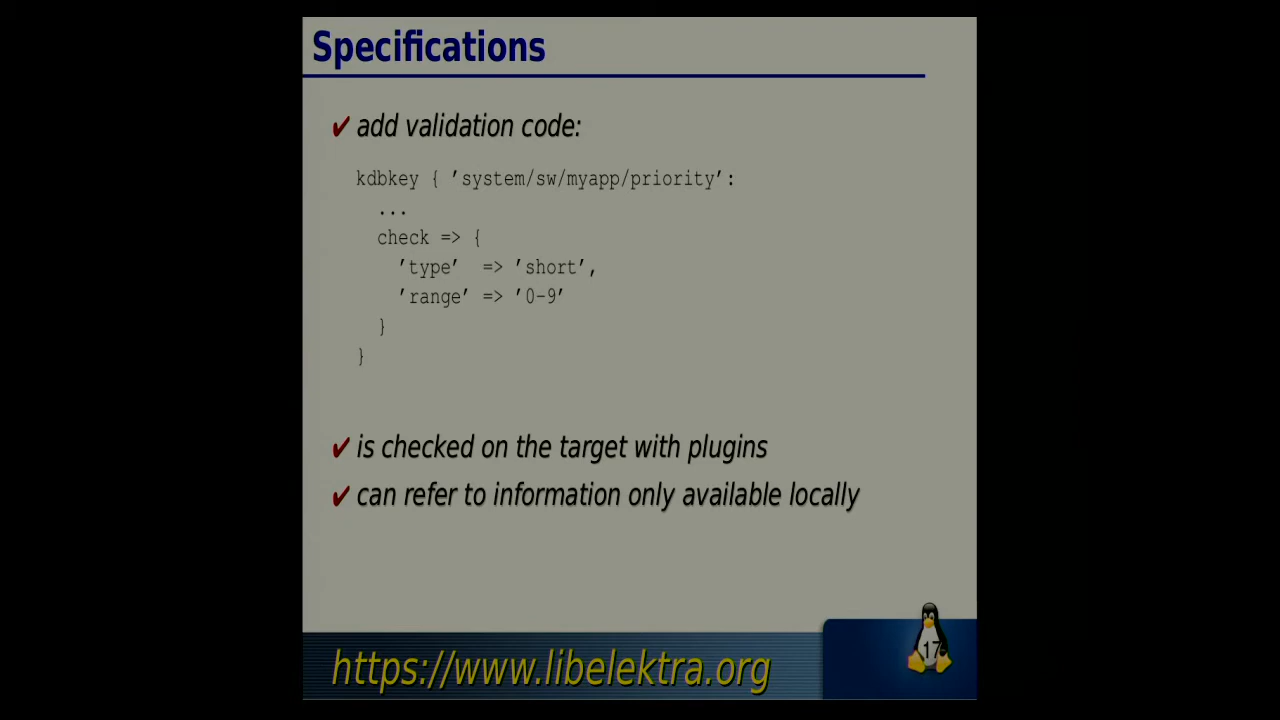 Specifications
✔ add validation code:
kdbkey { 'system/sw/myapp/priority':
...
check => {
'type' => 'short',
'range' => '0-9'
}
}
✔ is checked on the target with plugins
✔ can refer to information only available locally
17
https://www.libelektra.org